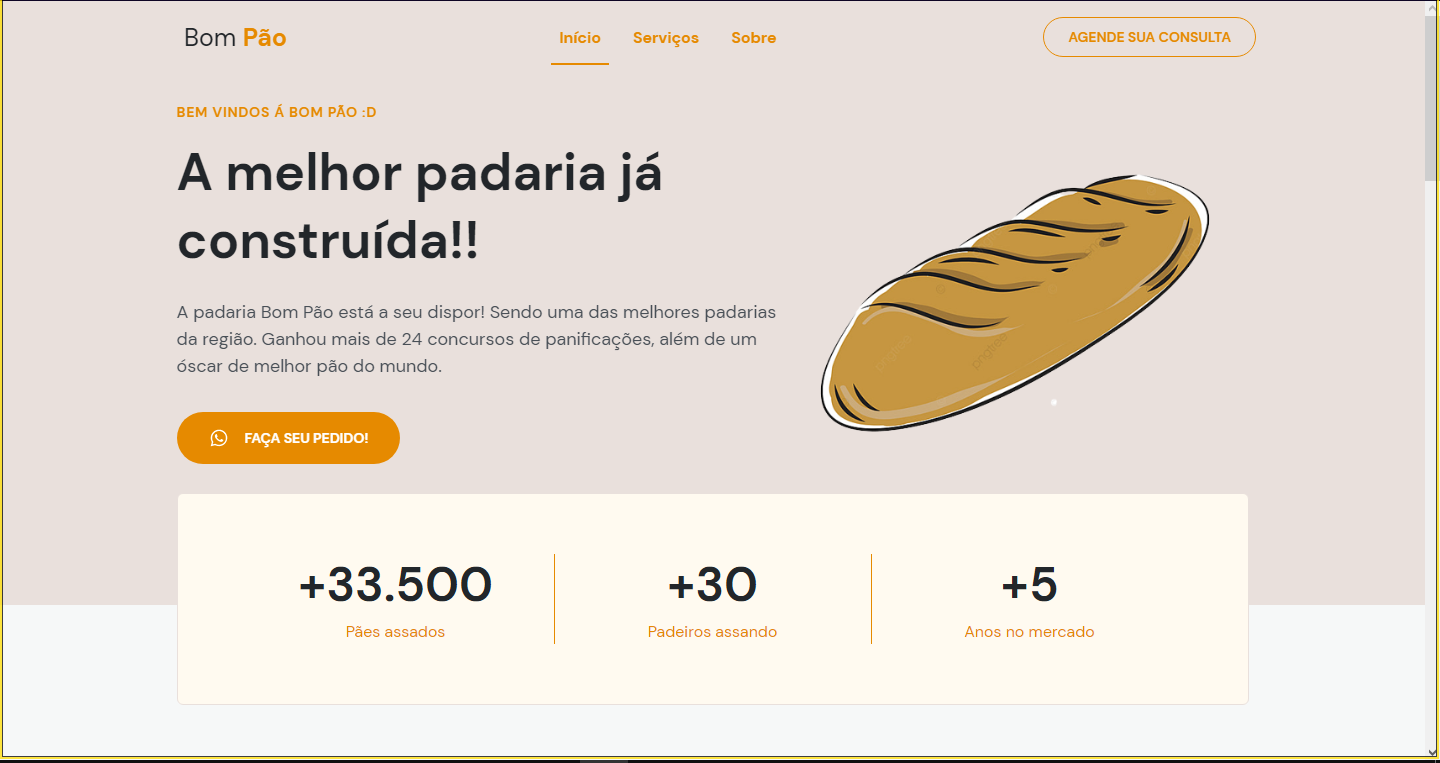 Bom Pão
Início
Serviços
Sobre
AGENDE SUA CONSULTA
BEM VINDOS Á BOM PÃO :D
A melhor padaria já
construída!!
A padaria Bom Pão está a seu dispor! Sendo uma das melhores padarias
da região. Ganhou mais de 24 concursos de panificações, além de um
óscar de melhor pão do mundo.
FAÇA SEU PEDIDO!
+33.500
Pães assados
+30
Padeiros assando
+5
Anos no mercado